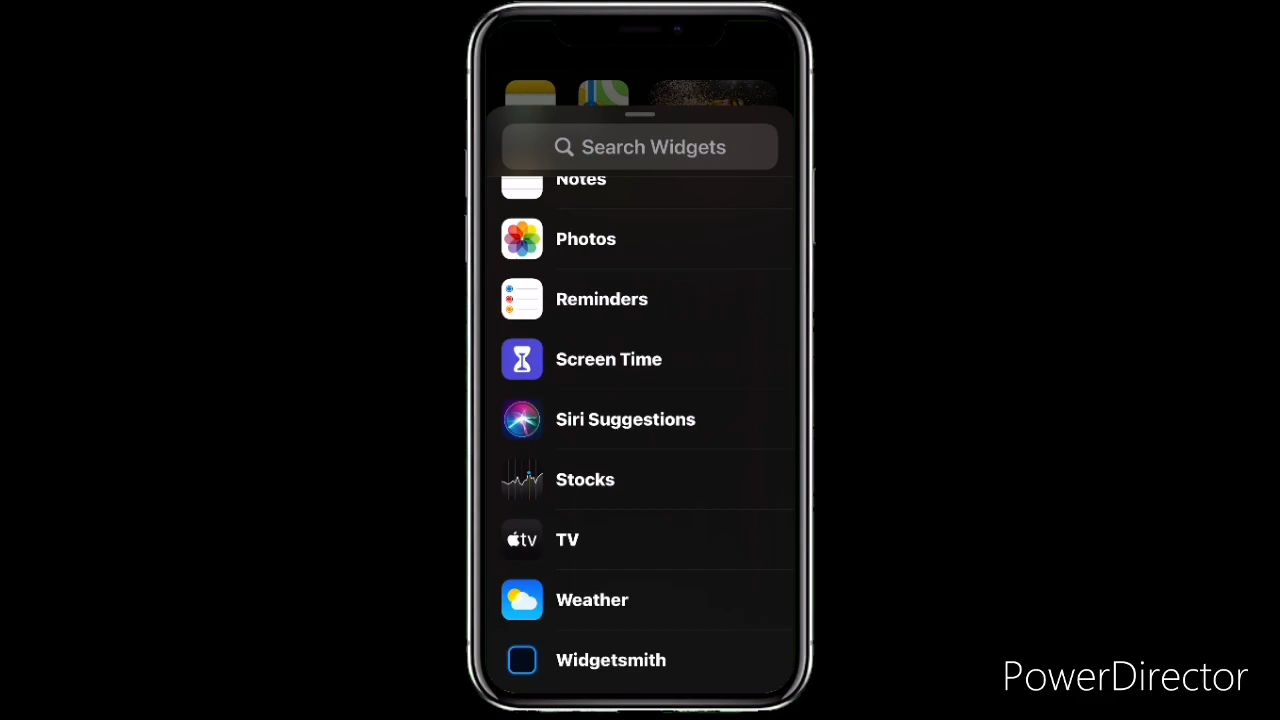 Search Widgets
Notes
Photos
Reminders
Screen Time
Siri Suggestions
Stocks
tv TV
Weather
Widgetsmith
PowerDirector